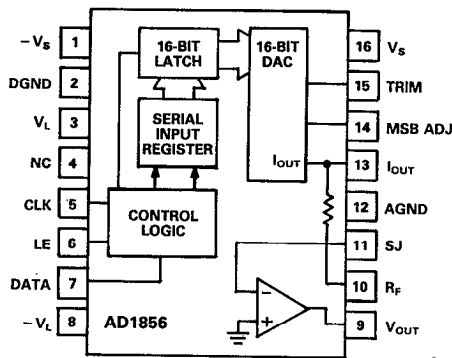 -VS 1
DGND 2
VL 3
NC 4
CLK 5
LE 6
DATA 7
-VL 8
16-BIT
LATCH
16-BIT
DAC
SERIAL
INPUT
REGISTER
IOUT
CONTROL
LOGIC
AD1856
−
+
16 VS
15 TRIM
14 MSB ADJ
13 IOUT
12 AGND
11 SJ
10 RF
9 VOUT